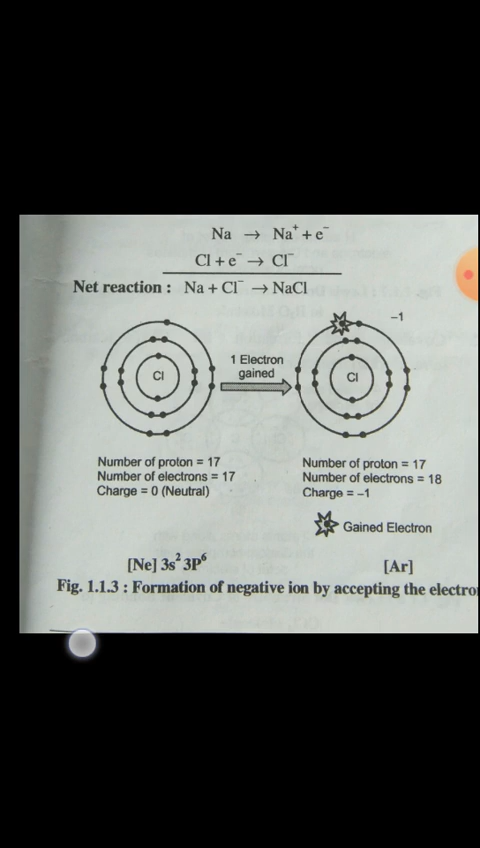 Na → Na⁺ + e⁻
Cl + e⁻ → Cl⁻
Net reaction : Na + Cl⁻ → NaCl
−1
1 Electron
gained
Cl
Cl
Number of proton = 17
Number of electrons = 17
Charge = 0 (Neutral)
Number of proton = 17
Number of electrons = 18
Charge = −1
Gained Electron
[Ne] 3s² 3P⁶
[Ar]
Fig. 1.1.3 : Formation of negative ion by accepting the electro